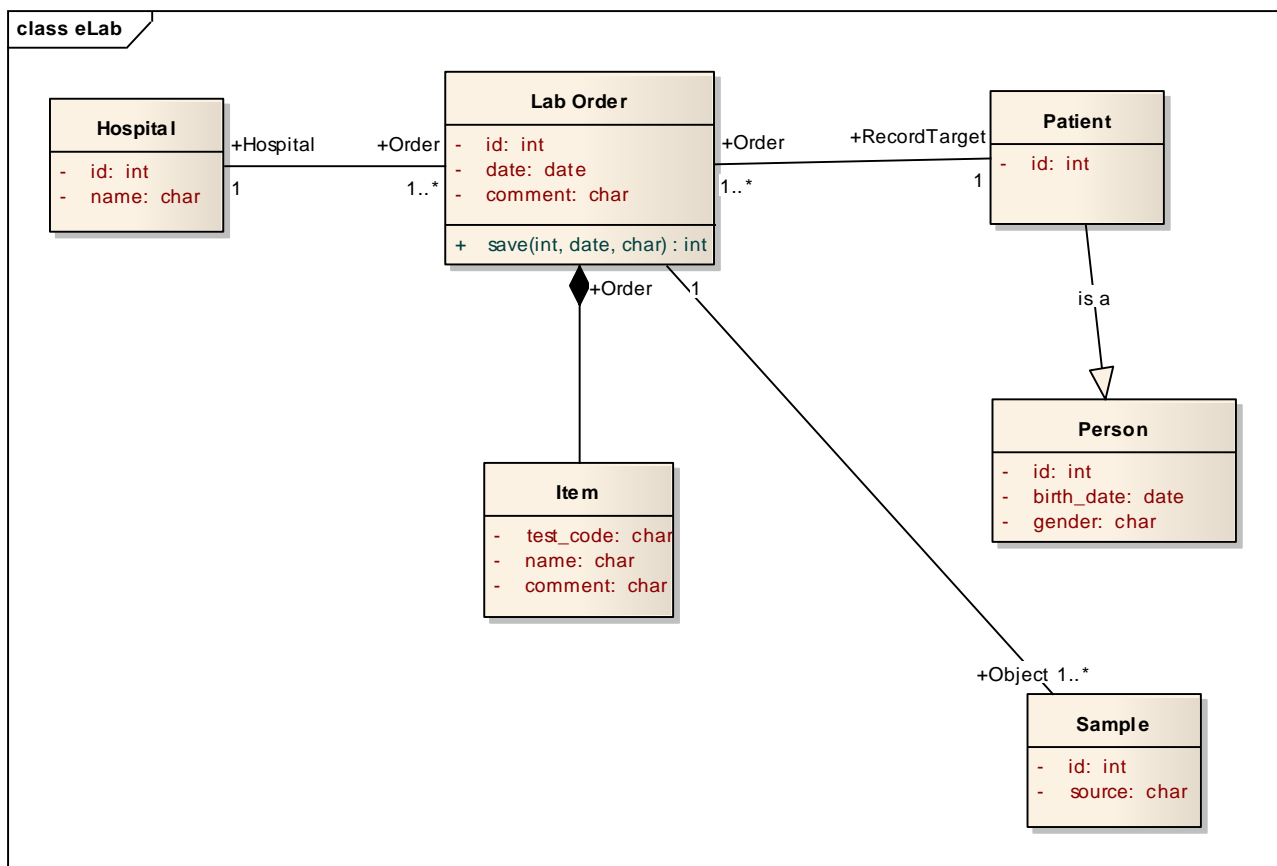 class eLab
Lab Order
- id: int
- date: date
- comment: char
+ save(int, date, char) : int
Hospital
- id: int
- name: char
Patient
- id: int
+Hospital
1
+Order
1..*
+Order
1..*
+RecordTarget
1
is a
+Order
1
Person
- id: int
- birth_date: date
- gender: char
Item
- test_code: char
- name: char
- comment: char
+Object 1..*
Sample
- id: int
- source: char